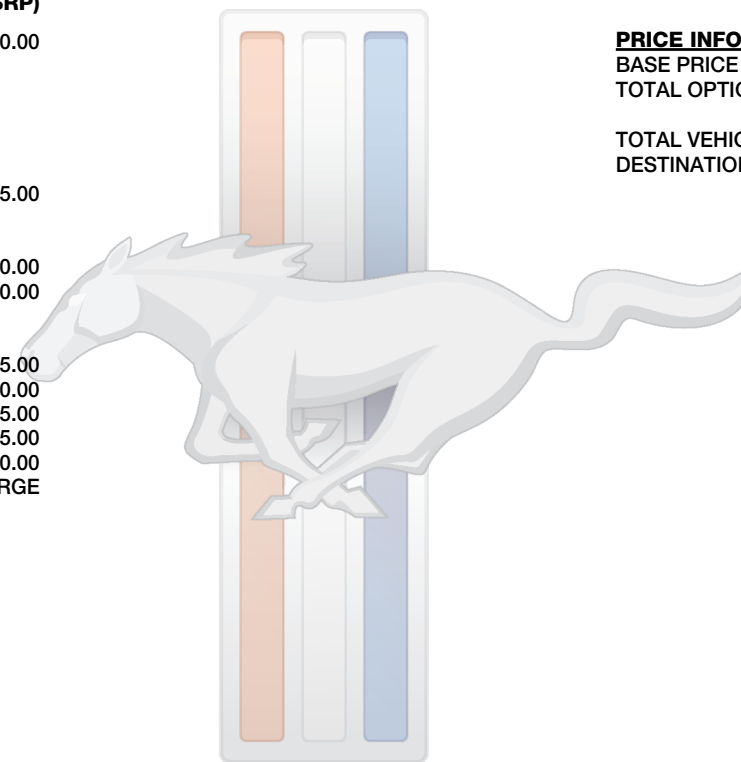 SRP)
0.00
5.00
0.00
0.00
5.00
0.00
5.00
5.00
0.00
RGE
PRICE INFO
BASE PRICE
TOTAL OPTIO
TOTAL VEHIC
DESTINATION